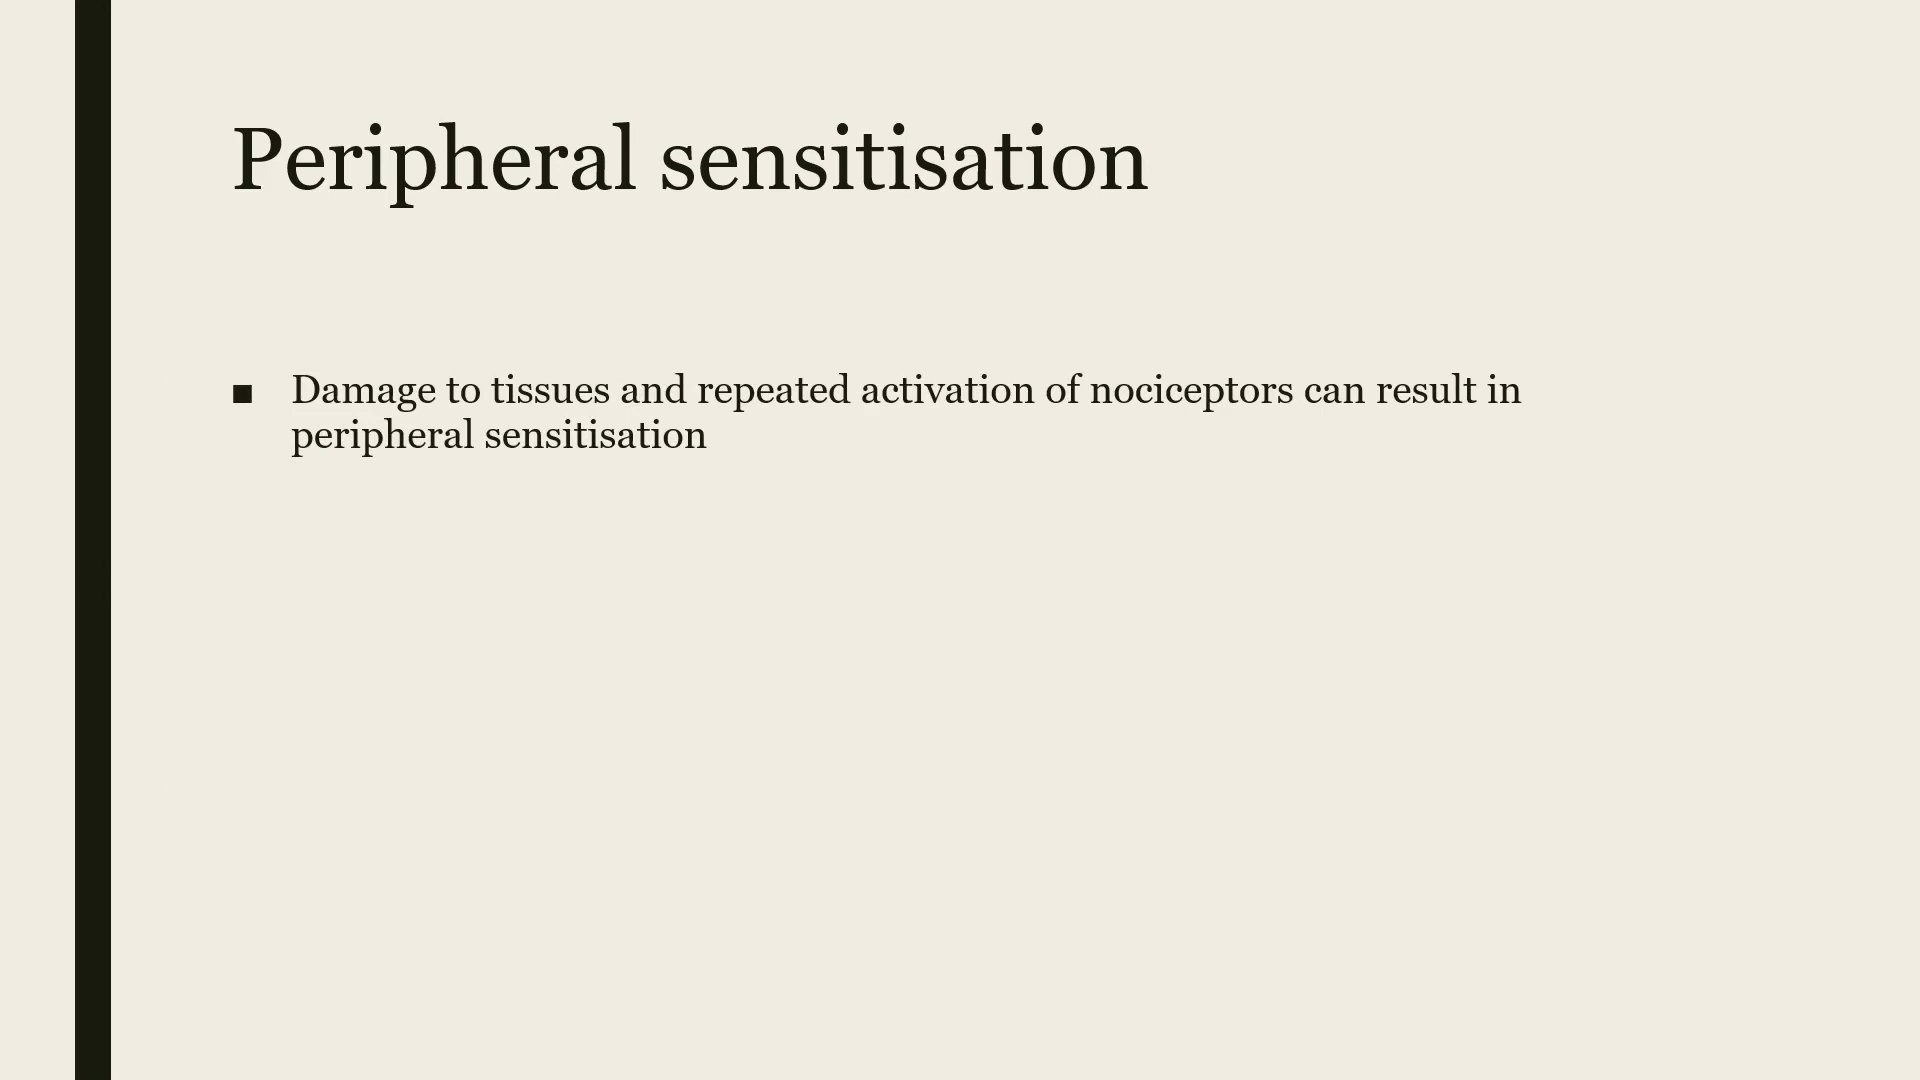 Peripheral sensitisation
■ Damage to tissues and repeated activation of nociceptors can result in
peripheral sensitisation